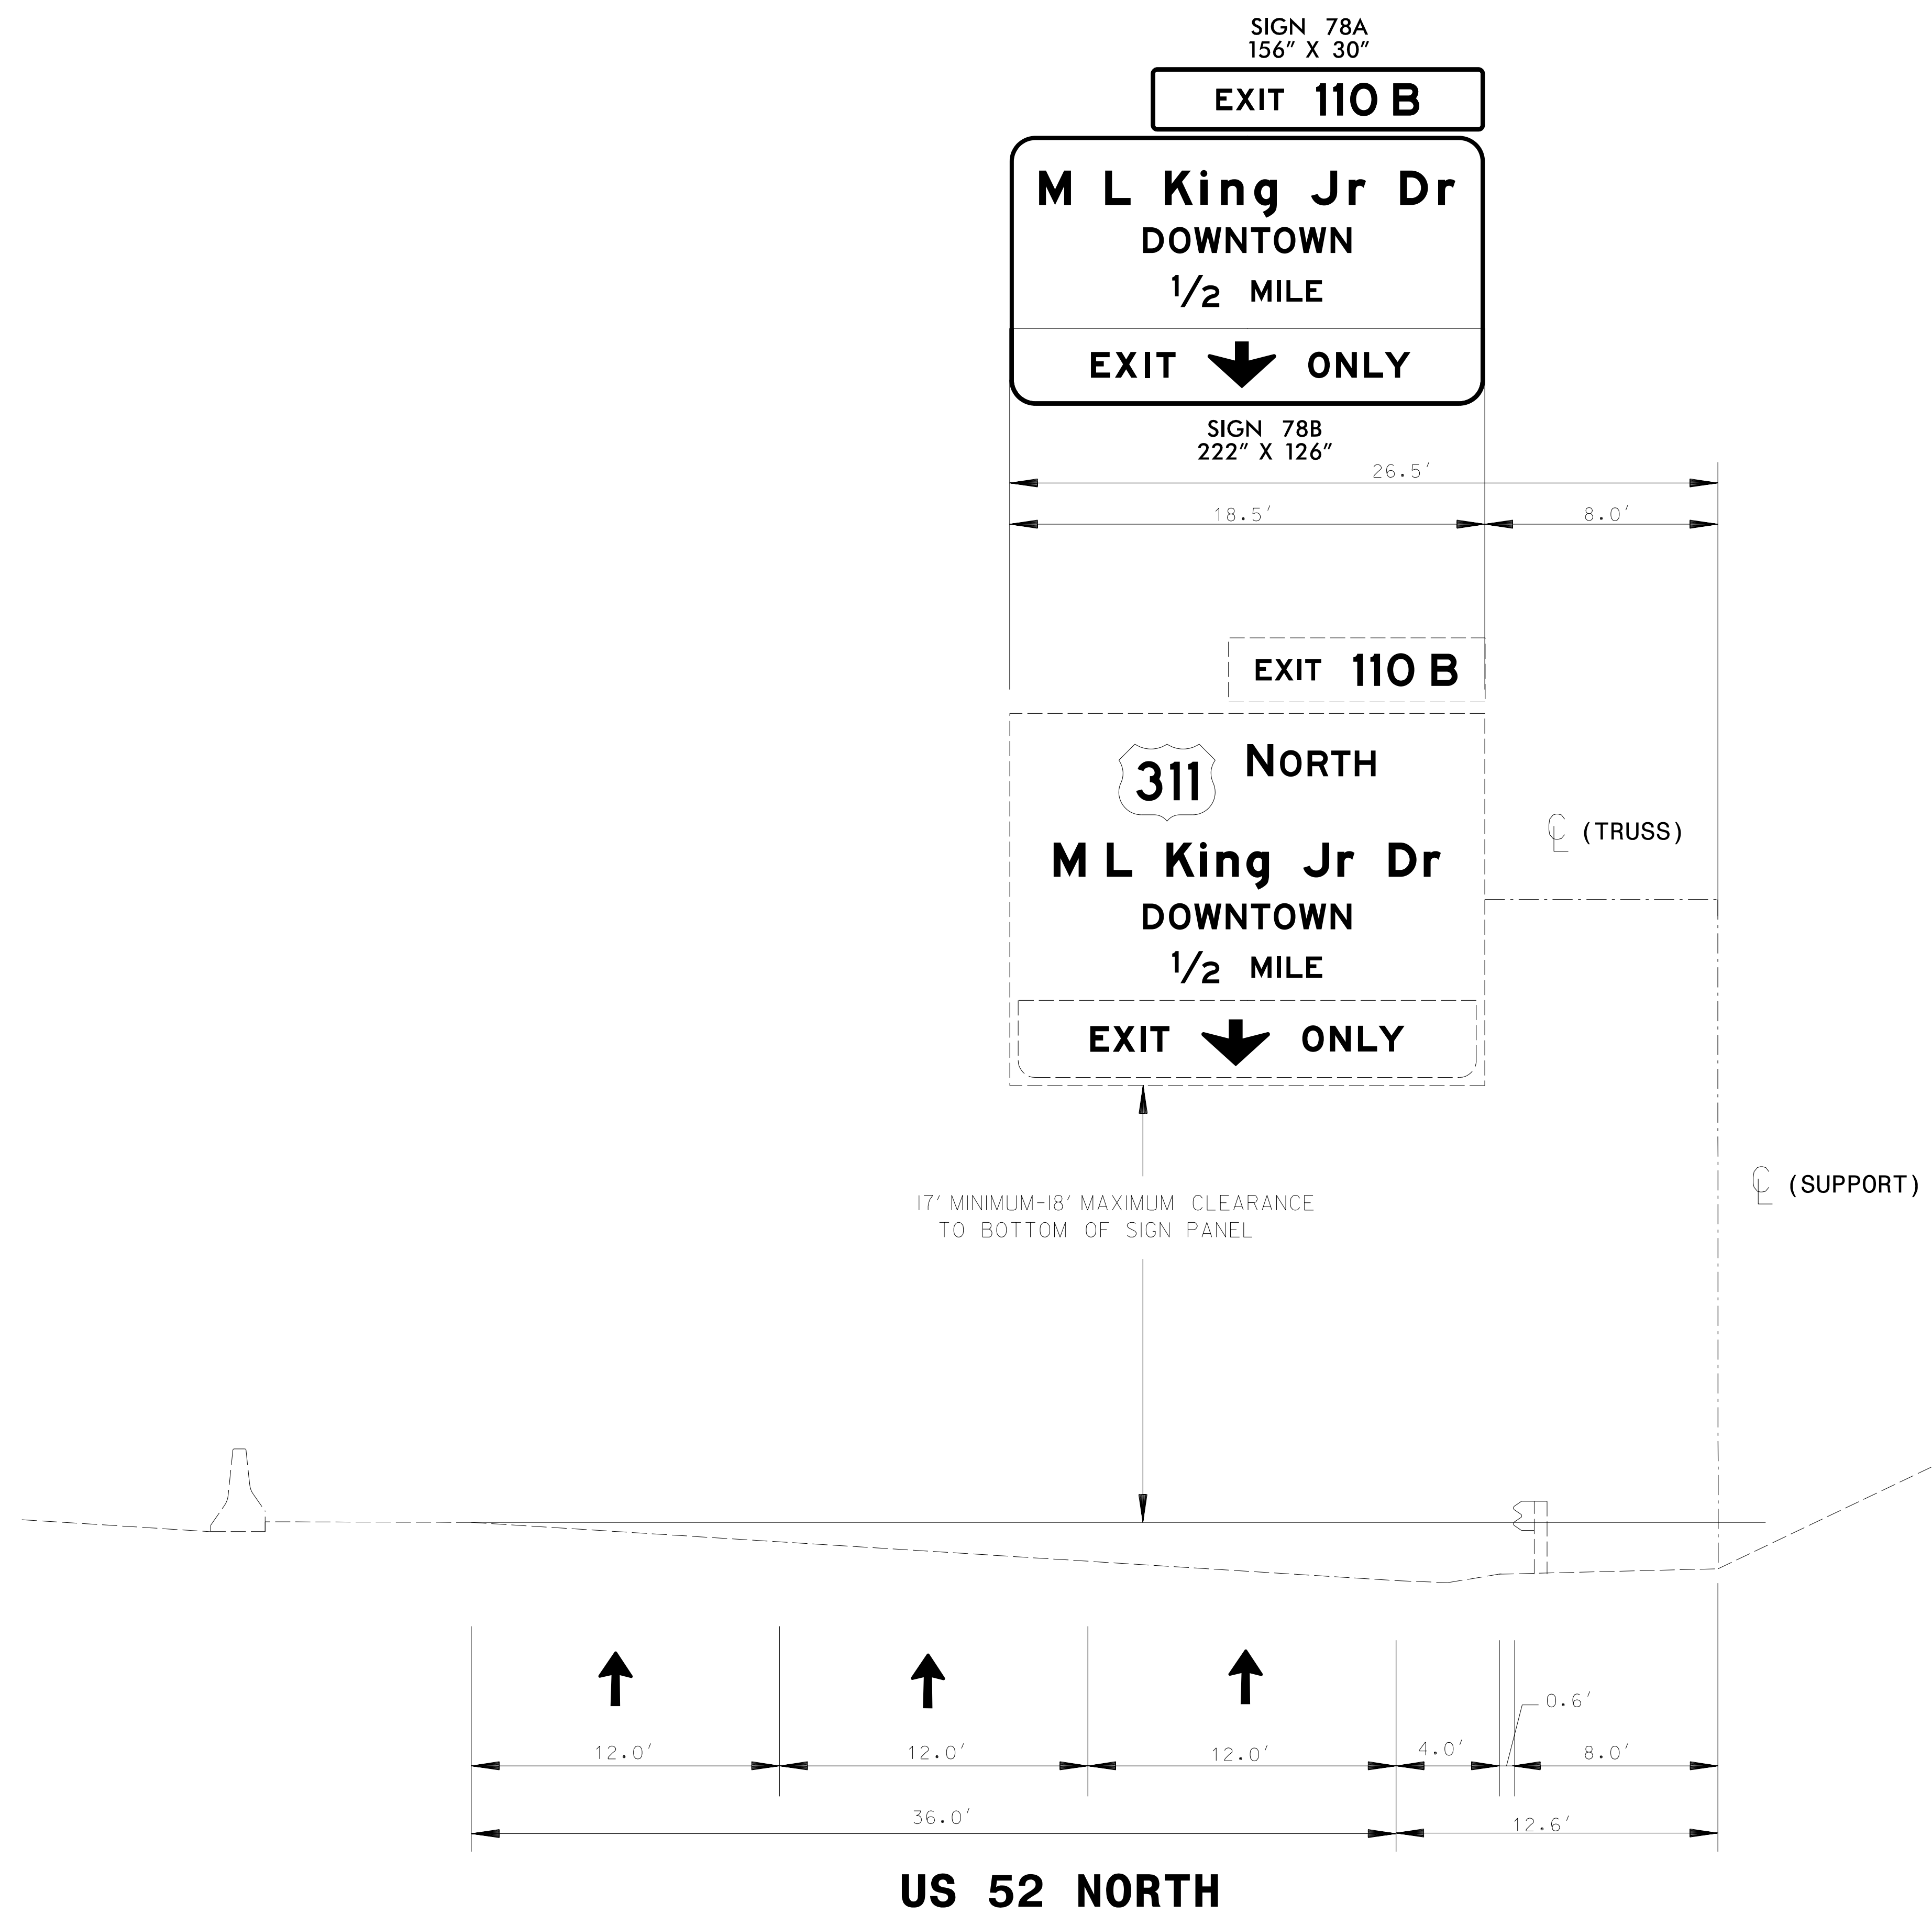 SIGN 78A
156" X 30"
EXIT 110 B
M L King Jr Dr
DOWNTOWN
1/2 MILE
EXIT ONLY
SIGN 78B
222" X 126"
26.5'
18.5' 8.0'
EXIT 110 B
311 NORTH
M L King Jr Dr
DOWNTOWN
1/2 MILE
EXIT ONLY
CL (TRUSS)
CL (SUPPORT)
17' MINIMUM-18' MAXIMUM CLEARANCE
TO BOTTOM OF SIGN PANEL
0.6'
12.0' 12.0' 12.0' 4.0' 8.0'
36.0' 12.6'
US 52 NORTH